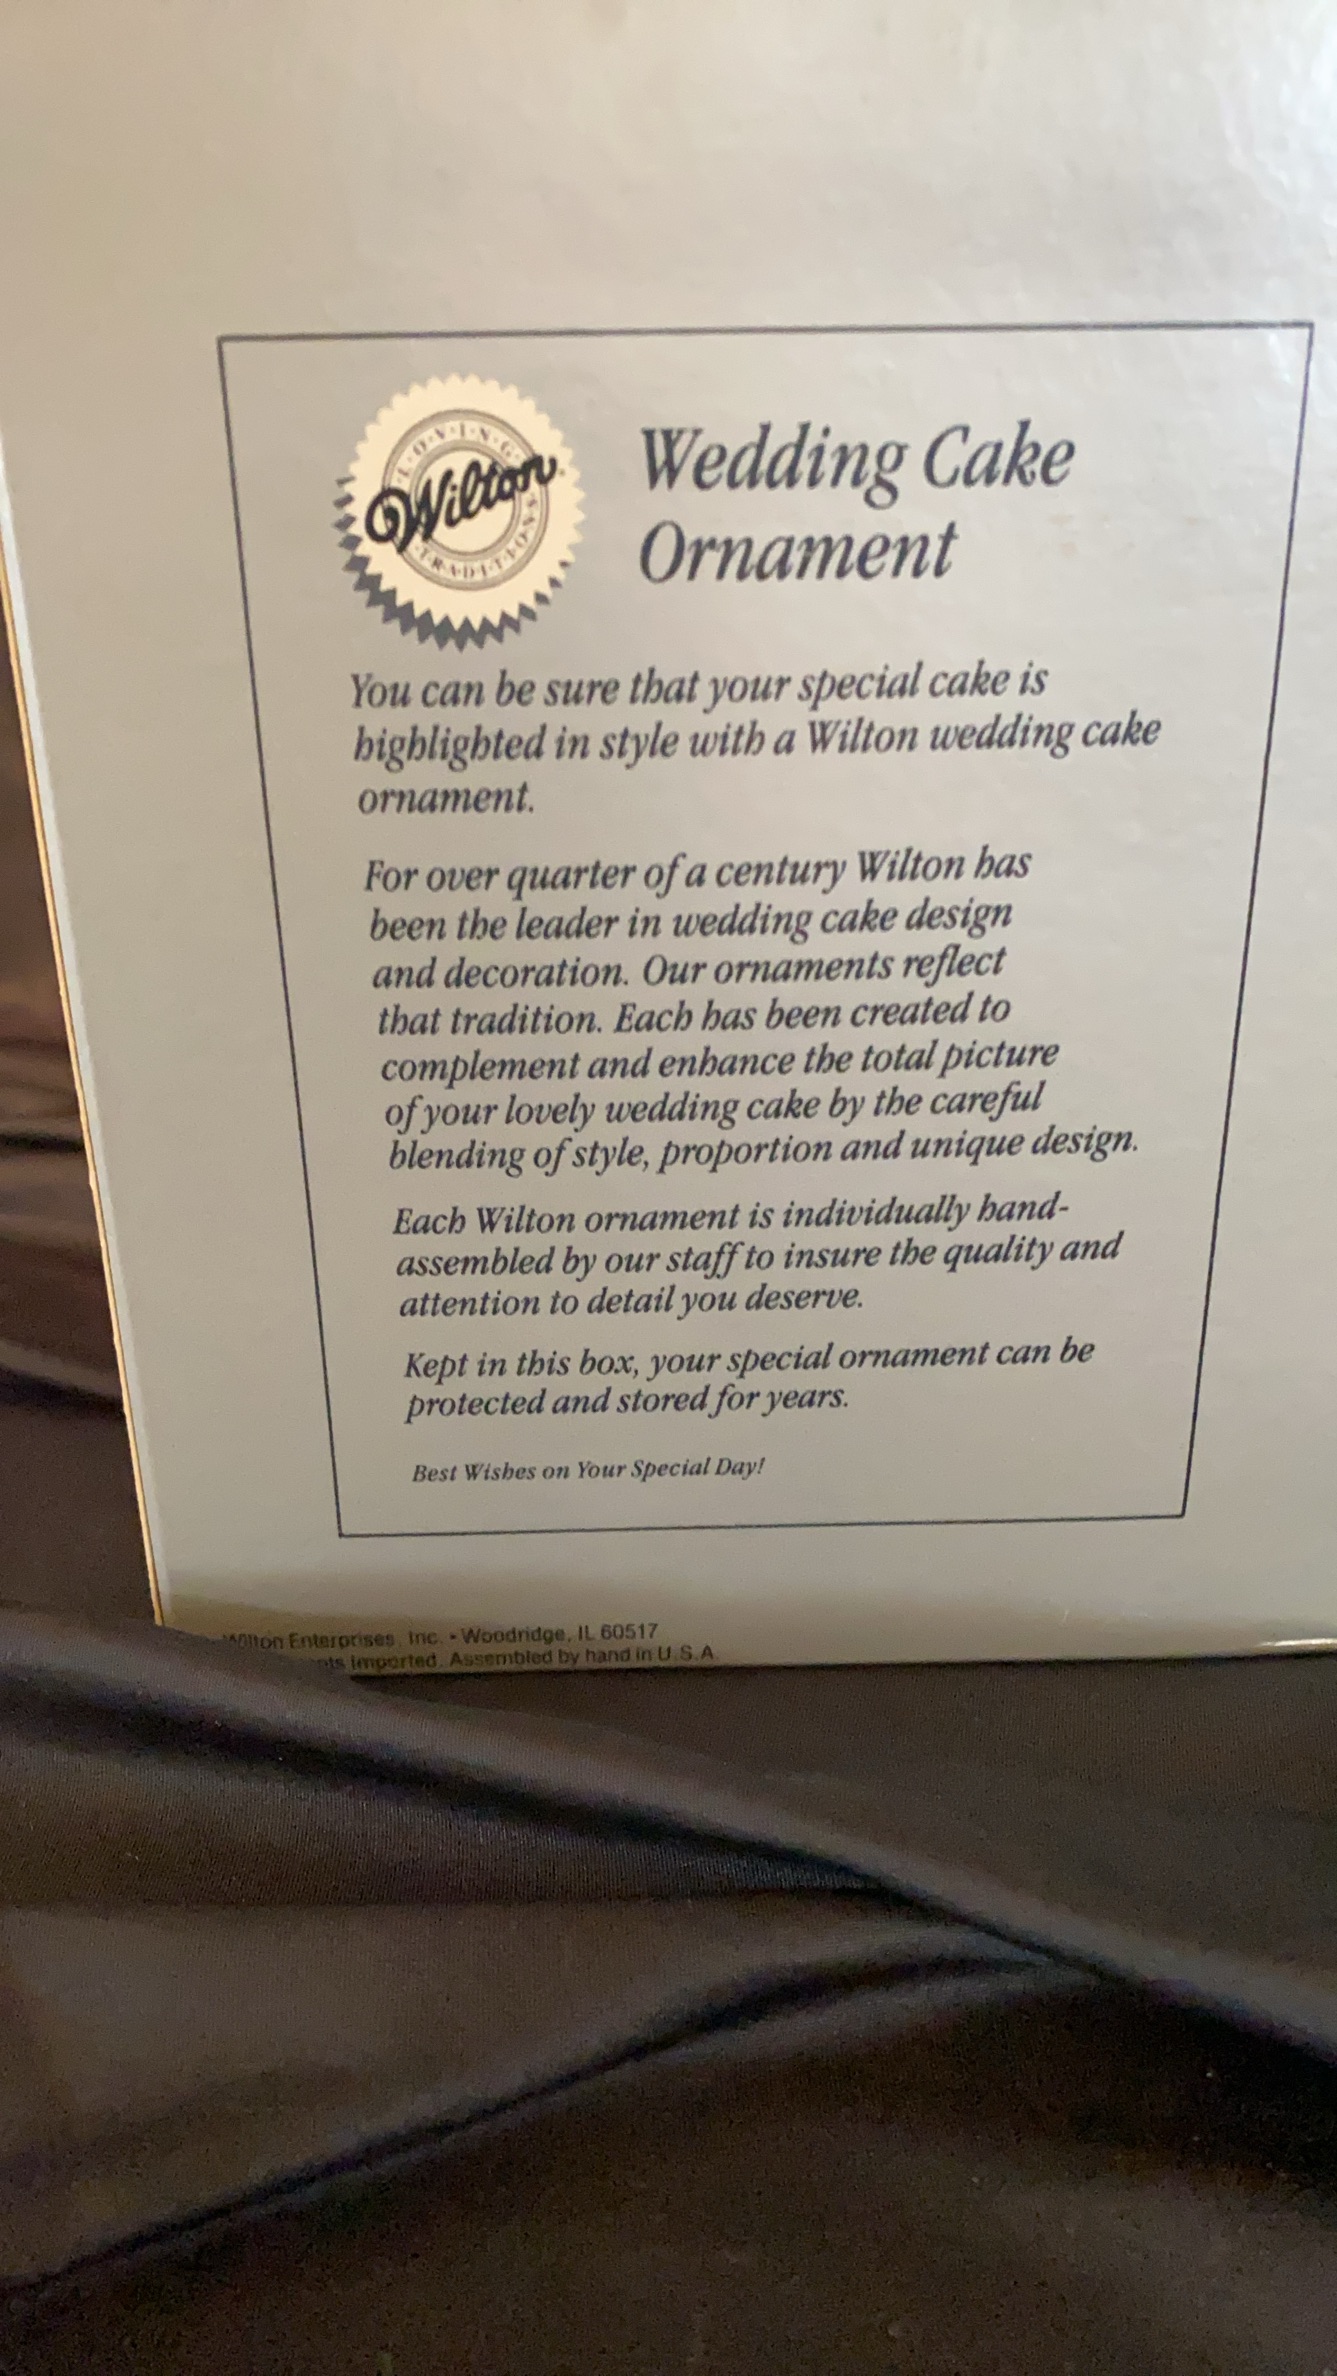 LOVING
Wilton
TRADITIONS
Wedding Cake
Ornament
You can be sure that your special cake is
highlighted in style with a Wilton wedding cake
ornament.
For over quarter of a century Wilton has
been the leader in wedding cake design
and decoration. Our ornaments reflect
that tradition. Each has been created to
complement and enhance the total picture
of your lovely wedding cake by the careful
blending of style, proportion and unique design.
Each Wilton ornament is individually hand-
assembled by our staff to insure the quality and
attention to detail you deserve.
Kept in this box, your special ornament can be
protected and stored for years.
Best Wishes on Your Special Day!
Wilton Enterprises, Inc. • Woodridge, IL 60517
Imported. Assembled by hand in U.S.A.